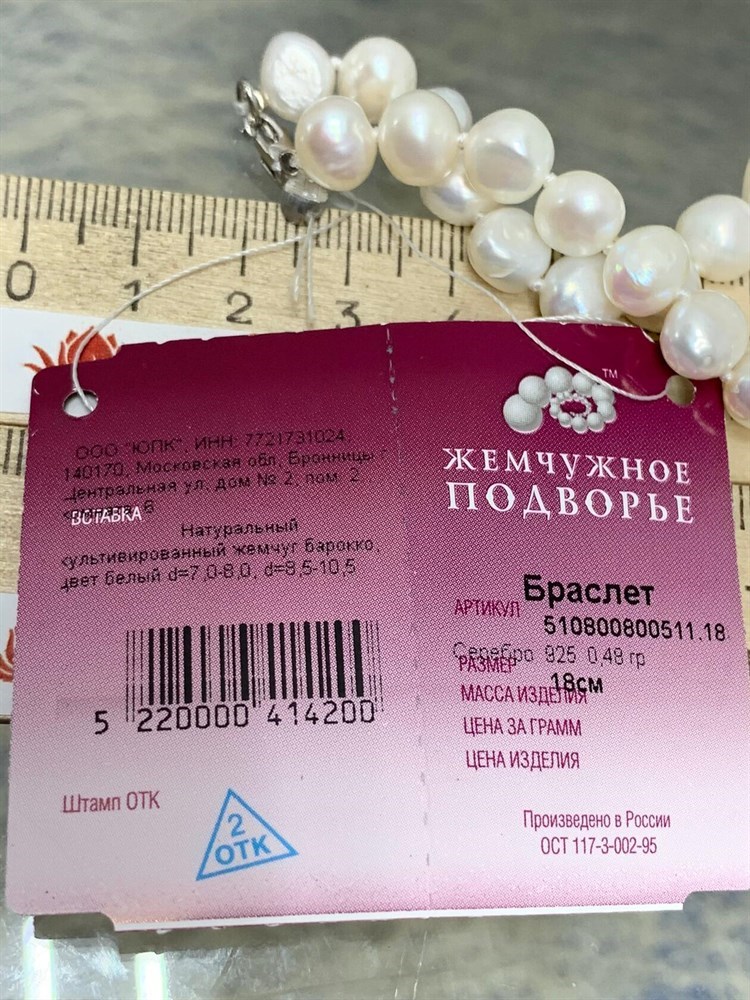 0 1 2 3 4
ООО "ЮПК", ИНН: 7721731024,
140170, Московская обл, Бронницы г
Центральная ул, дом № 2, пом. 2,
6
ВСТАВКА
Натуральный
культивированный жемчуг барокко,
цвет белый d=7,0-8,0, d=8,5-10,5
5 220000 414200
Штамп ОТК
2
ОТК
TM
ЖЕМЧУЖНОЕ
ПОДВОРЬЕ
Браслет
АРТИКУЛ
510800800511.18
Серебро 925 0,48 гр
РАЗМЕР
18см
МАССА ИЗДЕЛИЯ
ЦЕНА ЗА ГРАММ
ЦЕНА ИЗДЕЛИЯ
Произведено в России
ОСТ 117-3-002-95